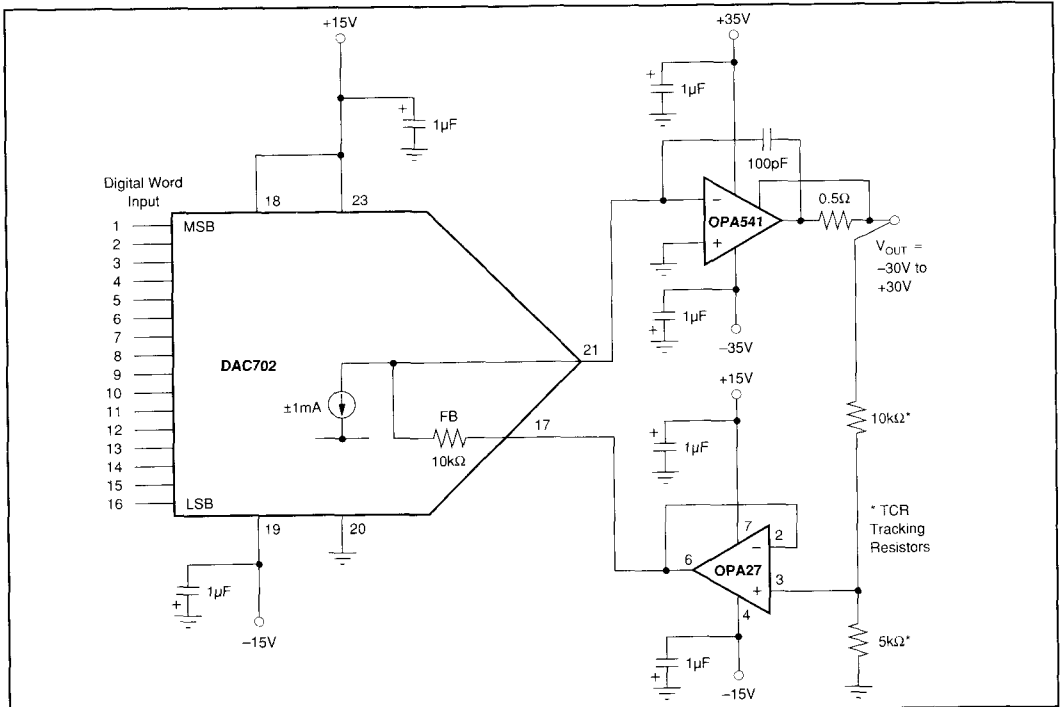 +15V
+
1µF
+35V
+
1µF
100pF
Digital Word
Input
18
23
1
2
3
4
5
6
7
8
9
10
11
12
13
14
15
16
MSB
LSB
DAC702
±1mA
FB
10kΩ
21
17
19
20
+
1µF
–15V
–
+
OPA541
0.5Ω
V_OUT =
–30V to
+30V
+
1µF
–35V
+15V
+
1µF
10kΩ*
* TCR
Tracking
Resistors
7
2
–
6
OPA27
+
3
4
5kΩ*
+
1µF
–15V